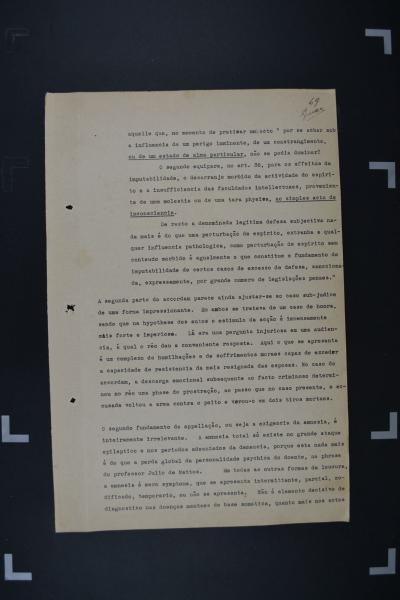 69
aquelle que, no momento de praticar um acto " por se achar sob
a influencia de um perigo imminente, de um constrangimento,
ou de um estado de alma particular, não se podia dominar?
O segundo equipara, no art. 36, para os effeitos da
imputabilidade, o desarranjo morbido da actividade do espiri-
to e a insufficiencia das faculdades intellectuaes, provenien-
te de uma molestia ou de uma tara physica, ao simples acto de
inconsciencia.
De resto a denominada legitima defesa subjectiva na-
da mais é do que uma perturbação de espirito, extranha a qual-
quer influencia pathologica, como perturbação de espirito sem
conteudo morbido é egualmente o que constitue o fundamento da
imputabilidade de certos casos de excesso de defesa, sanciona-
da, expressamente, por grande numero de legislações penaes."
A segunda parte do accordam parece ainda ajustar-se ao caso sub-judice
de uma forma impressionante. Em ambos se tratava de um caso de honra,
sendo que na hypothese dos autos o estimulo da acção é immensamente
mais forte e imperioso. Lá era uma pergunta injuriosa em uma audien-
cia, á qual o réo deu a conveniente resposta. Aqui o que se apresenta
é um complexo de humilhações e de soffrimentos moraes capaz de exceder
a capacidade de resistencia da mais resignada das esposas. No caso do
accordam, a descarga emocional subsequente ao facto criminoso determi-
nou no réo uma phase de prostração, ao passo que no caso presente, a ac-
cusada voltou a arma contra o peito e varou-o em dois tiros mortaes.
O segundo fundamento da appellação, ou seja a exigencia da amnesia, é
inteiramente irrelevante. A amnesia total só existe no grande ataque
epileptico e nos periodos adeantados da demencia, porque esta nada mais
é do que a perda global da personalidade psychica do doente, na phrase
do professor Julio de Mattos. Em todas as outras formas de loucura,
a amnesia é mero symptoma, que se apresenta intermittente, parcial, mo-
dificado, temporario, ou não se apresenta. Não é elemento decisivo de
diagnostico nas doenças mentaes de base somatica, quanto mais nos actos